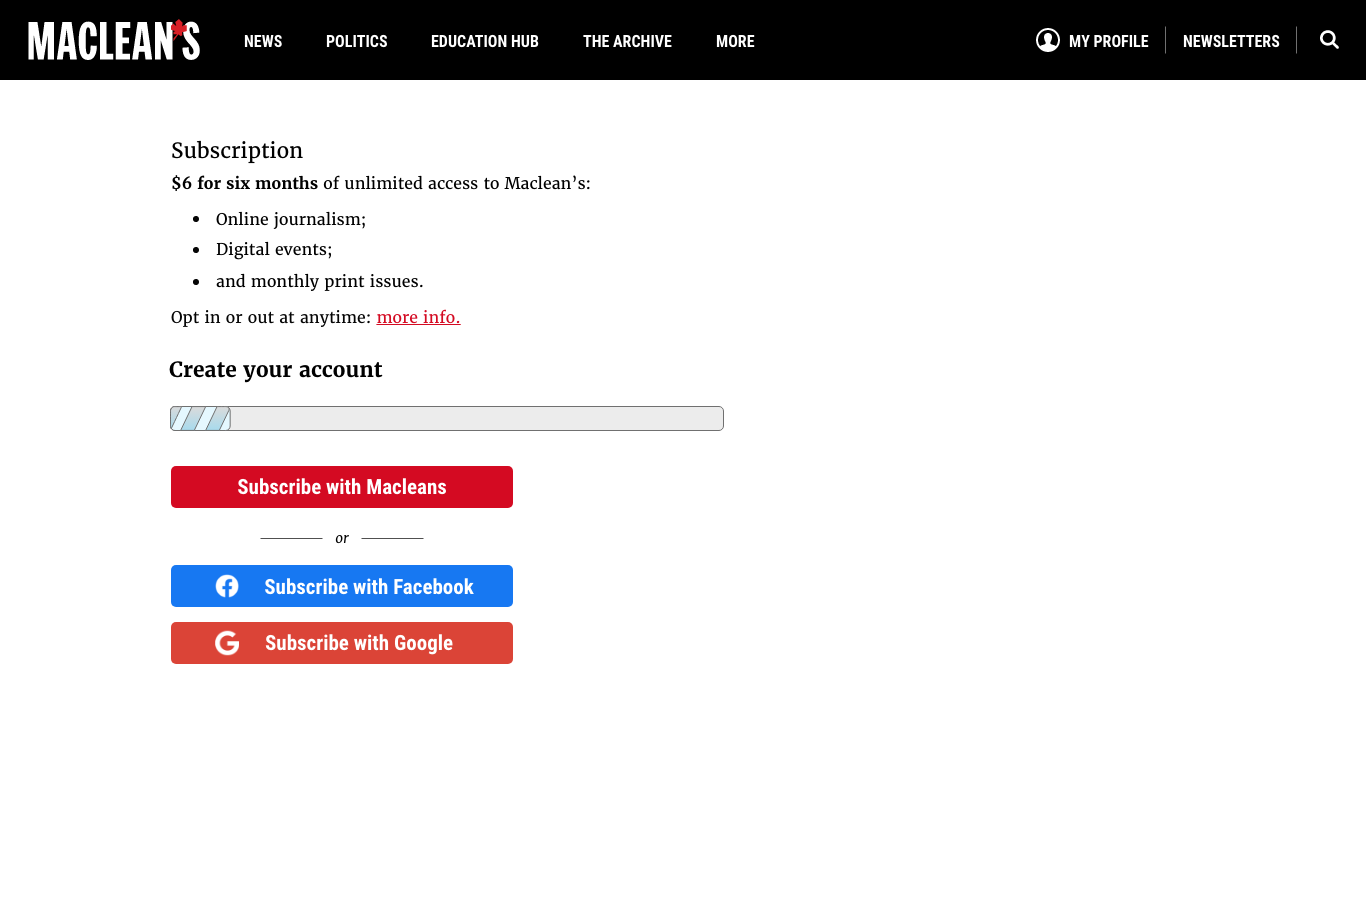 MACLEAN'S
NEWS
POLITICS
EDUCATION HUB
THE ARCHIVE
MORE
MY PROFILE
NEWSLETTERS
Subscription
$6 for six months of unlimited access to Maclean’s:
• Online journalism;
• Digital events;
• and monthly print issues.
Opt in or out at anytime: more info.
Create your account
Subscribe with Macleans
or
Subscribe with Facebook
Subscribe with Google